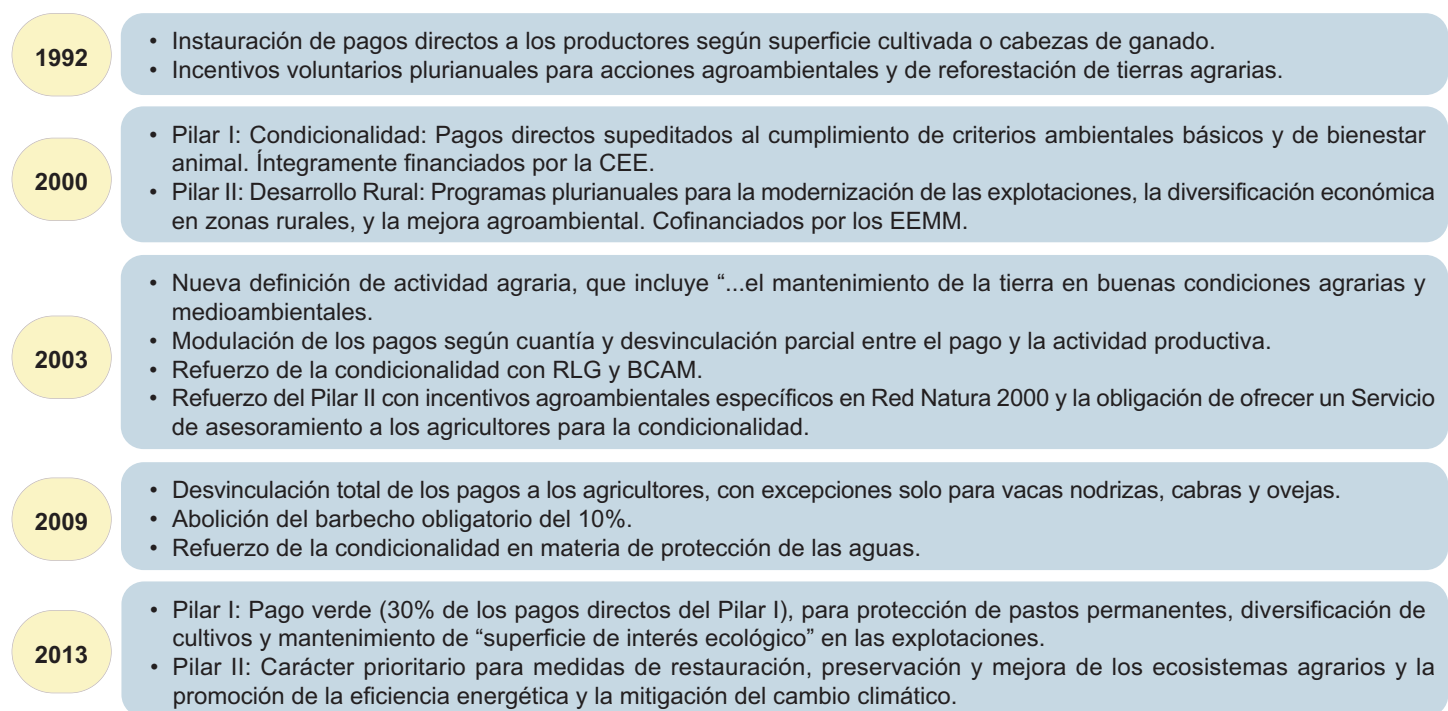 1992
• Instauración de pagos directos a los productores según superficie cultivada o cabezas de ganado.
• Incentivos voluntarios plurianuales para acciones agroambientales y de reforestación de tierras agrarias.
2000
• Pilar I: Condicionalidad: Pagos directos supeditados al cumplimiento de criterios ambientales básicos y de bienestar
animal. Íntegramente financiados por la CEE.
• Pilar II: Desarrollo Rural: Programas plurianuales para la modernización de las explotaciones, la diversificación económica
en zonas rurales, y la mejora agroambiental. Cofinanciados por los EEMM.
2003
• Nueva definición de actividad agraria, que incluye “...el mantenimiento de la tierra en buenas condiciones agrarias y
medioambientales.
• Modulación de los pagos según cuantía y desvinculación parcial entre el pago y la actividad productiva.
• Refuerzo de la condicionalidad con RLG y BCAM.
• Refuerzo del Pilar II con incentivos agroambientales específicos en Red Natura 2000 y la obligación de ofrecer un Servicio
de asesoramiento a los agricultores para la condicionalidad.
2009
• Desvinculación total de los pagos a los agricultores, con excepciones solo para vacas nodrizas, cabras y ovejas.
• Abolición del barbecho obligatorio del 10%.
• Refuerzo de la condicionalidad en materia de protección de las aguas.
2013
• Pilar I: Pago verde (30% de los pagos directos del Pilar I), para protección de pastos permanentes, diversificación de
cultivos y mantenimiento de “superficie de interés ecológico” en las explotaciones.
• Pilar II: Carácter prioritario para medidas de restauración, preservación y mejora de los ecosistemas agrarios y la
promoción de la eficiencia energética y la mitigación del cambio climático.